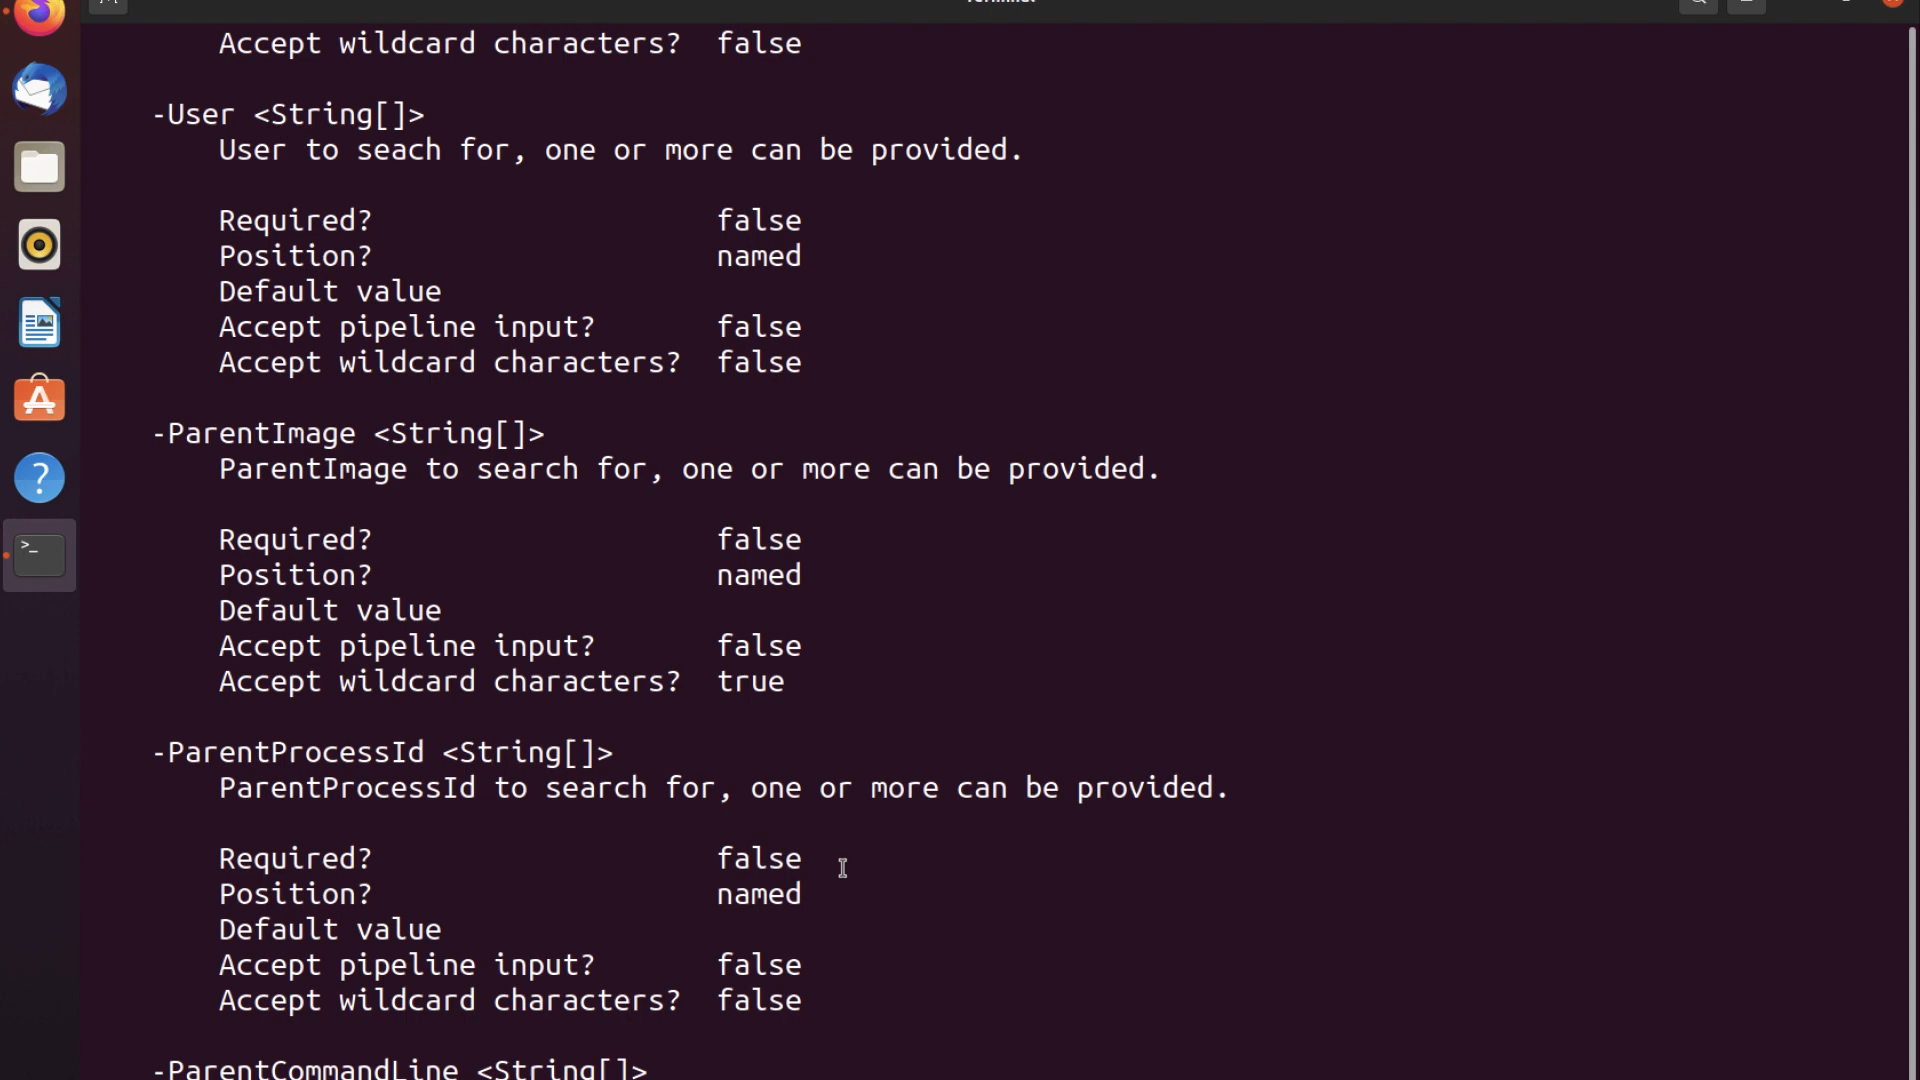 Accept wildcard characters? false
-User <String[]>
User to seach for, one or more can be provided.
Required? false
Position? named
Default value
Accept pipeline input? false
Accept wildcard characters? false
-ParentImage <String[]>
ParentImage to search for, one or more can be provided.
Required? false
Position? named
Default value
Accept pipeline input? false
Accept wildcard characters? true
-ParentProcessId <String[]>
ParentProcessId to search for, one or more can be provided.
Required? false
Position? named
Default value
Accept pipeline input? false
Accept wildcard characters? false
-ParentCommandLine <String[]>